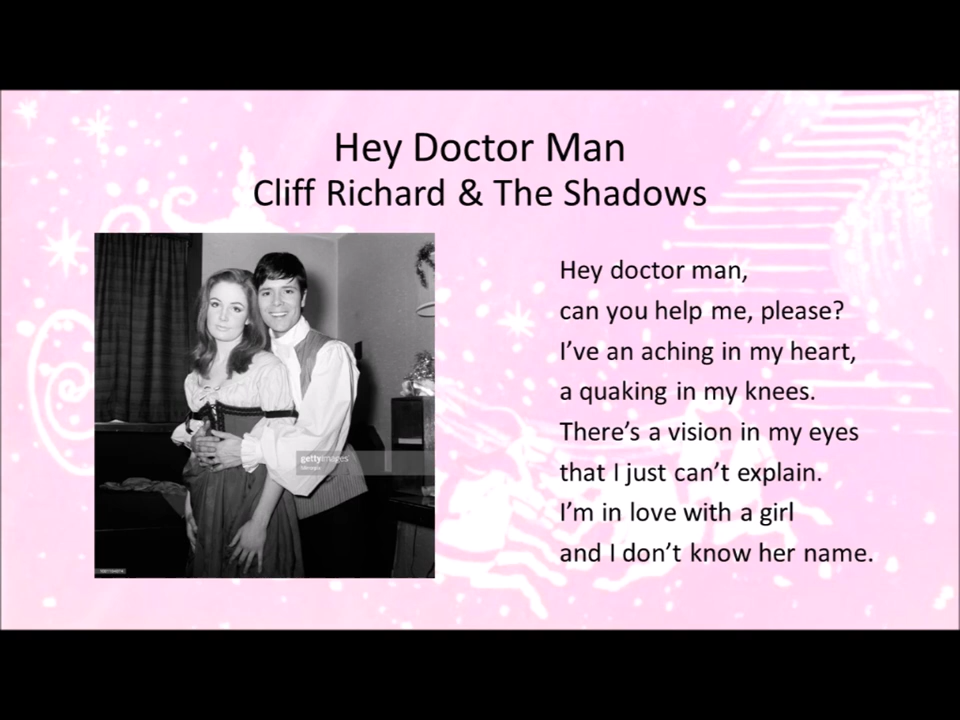 Hey Doctor Man
Cliff Richard & The Shadows
Hey doctor man,
can you help me, please?
I've an aching in my heart,
a quaking in my knees.
There's a vision in my eyes
that I just can't explain.
I'm in love with a girl
and I don't know her name.
gettyimages